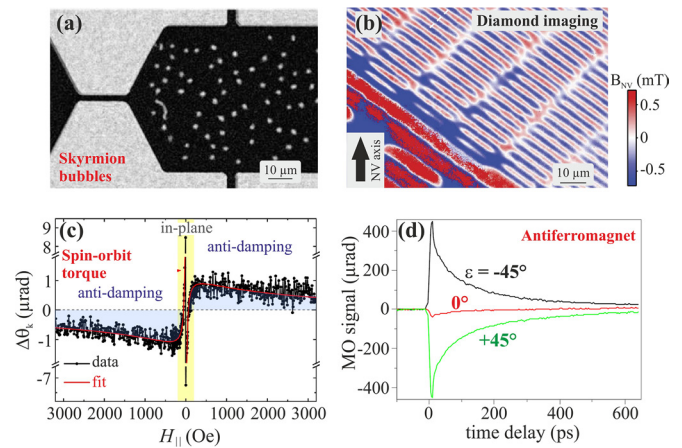 (a)
Skyrmion
bubbles
10 µm
(b)
Diamond imaging
NV axis
10 µm
B_NV (mT)
0.5
0
-0.5
(c)
in-plane
Spin-orbit
torque
anti-damping
anti-damping
9
8
1
0
-1
-7
Δθk (µrad)
data
fit
3000 2000 1000 0 1000 2000 3000
H|| (Oe)
(d)
Antiferromagnet
ε = -45°
0°
+45°
400
200
0
-200
-400
MO signal (µrad)
0 200 400 600
time delay (ps)